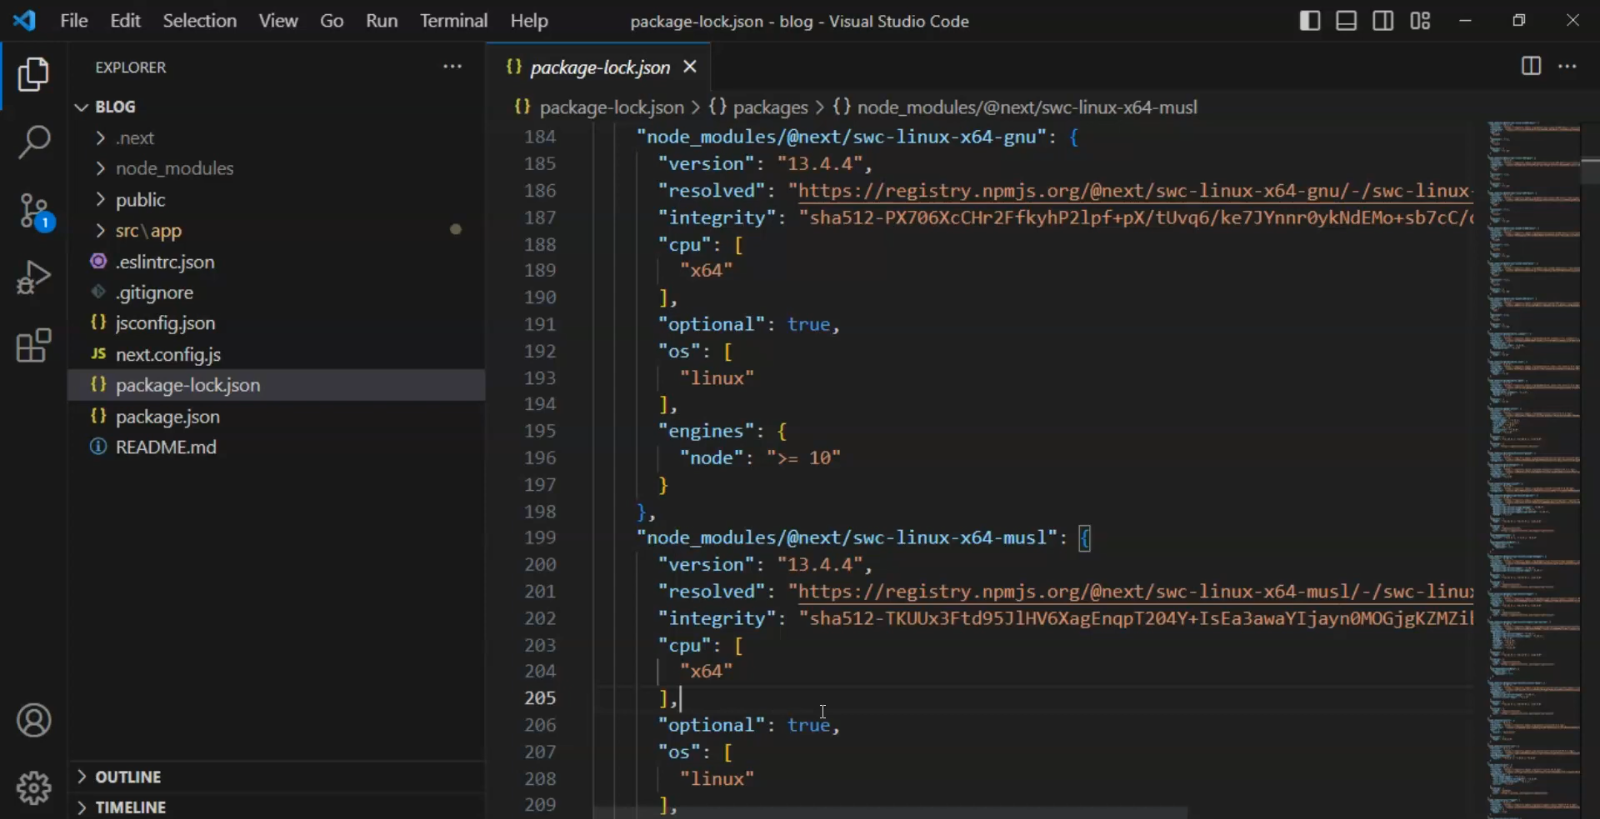 File Edit Selection View Go Run Terminal Help
package-lock.json - blog - Visual Studio Code
EXPLORER
BLOG
.next
node_modules
public
src\app
.eslintrc.json
.gitignore
jsconfig.json
JS next.config.js
package-lock.json
package.json
README.md
OUTLINE
TIMELINE
1
{} package-lock.json
{} package-lock.json > {} packages > {} node_modules/@next/swc-linux-x64-musl
184 "node_modules/@next/swc-linux-x64-gnu": {
185 "version": "13.4.4",
186 "resolved": "https://registry.npmjs.org/@next/swc-linux-x64-gnu/-/swc-linux-
187 "integrity": "sha512-PX706XcCHr2FfkyhP2lpf+pX/tUvq6/ke7JYnnr0ykNdEMo+sb7cC/
188 "cpu": [
189 "x64"
190 ],
191 "optional": true,
192 "os": [
193 "linux"
194 ],
195 "engines": {
196 "node": ">= 10"
197 }
198 },
199 "node_modules/@next/swc-linux-x64-musl": {
200 "version": "13.4.4",
201 "resolved": "https://registry.npmjs.org/@next/swc-linux-x64-musl/-/swc-linu
202 "integrity": "sha512-TKUUx3Ftd95JlHV6XagEnqpT204Y+IsEa3awaYIjayn0MOGjgKZMZi
203 "cpu": [
204 "x64"
205 ],
206 "optional": true,
207 "os": [
208 "linux"
209 ],